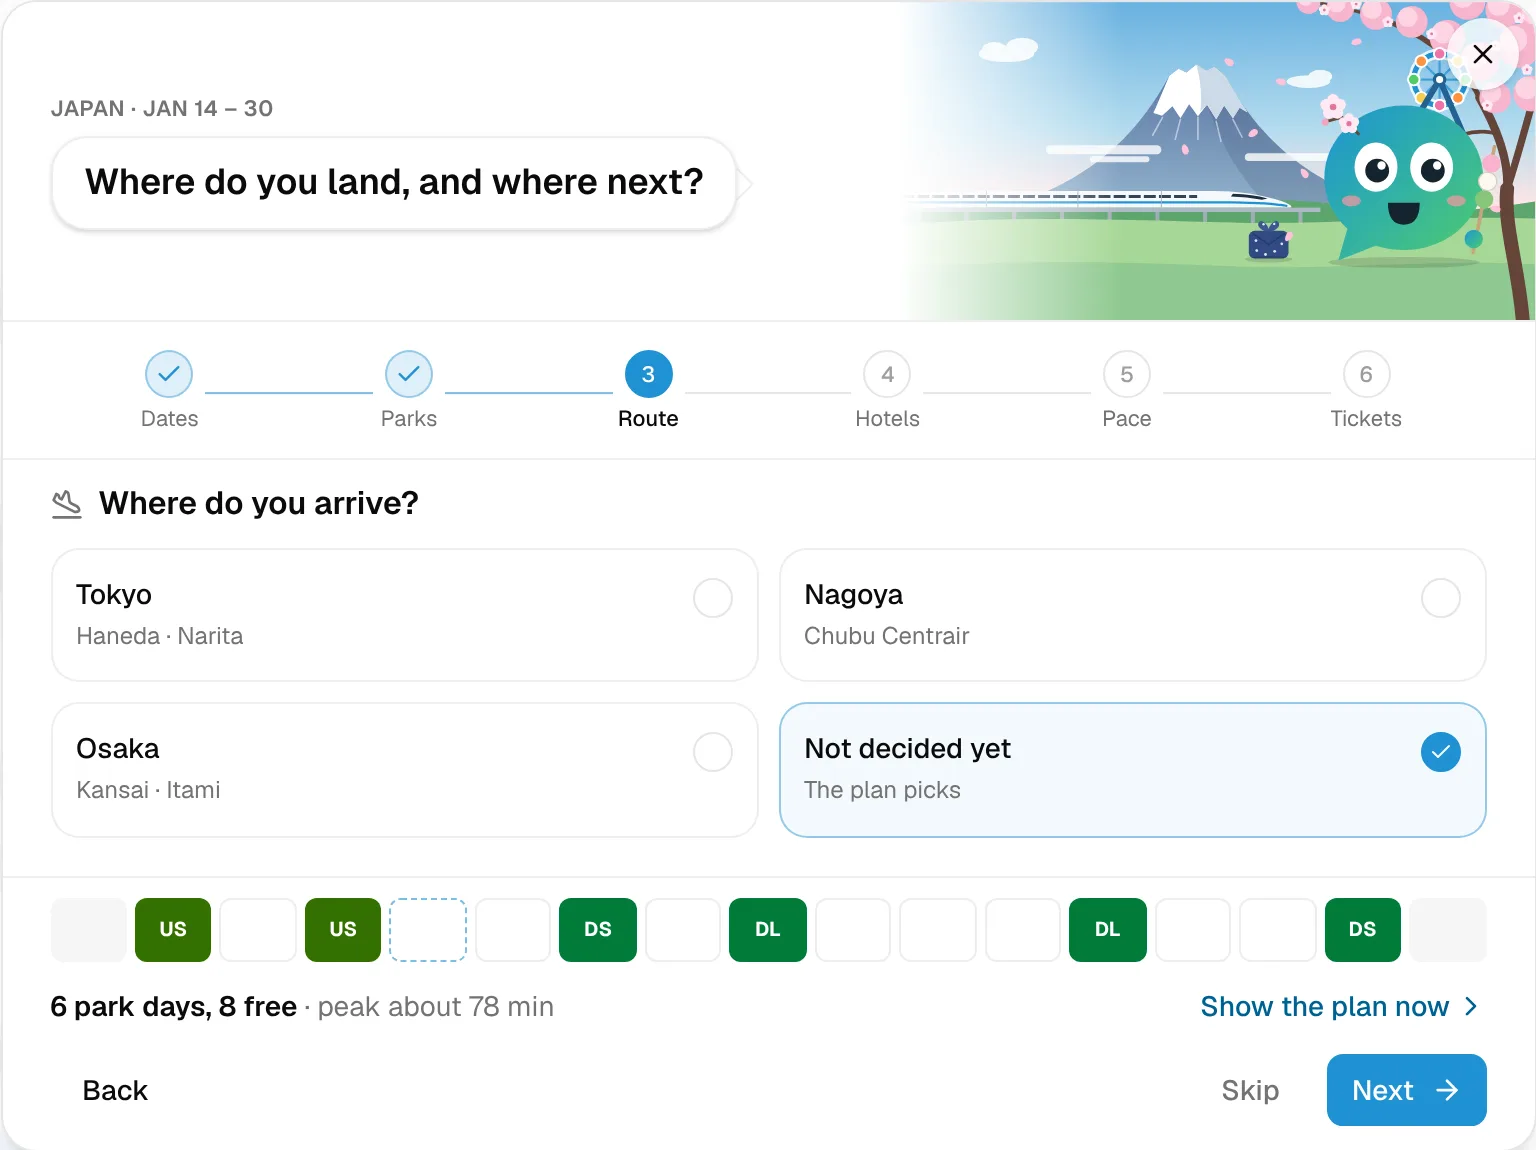 JAPAN · JAN 14 – 30
Where do you land, and where next?
3
4
5
6
Dates
Parks
Route
Hotels
Pace
Tickets
Where do you arrive?
Tokyo
Haneda · Narita
Nagoya
Chubu Centrair
Osaka
Kansai · Itami
Not decided yet
The plan picks
US
US
DS
DL
DL
DS
6 park days, 8 free · peak about 78 min
Show the plan now
Back
Skip
Next